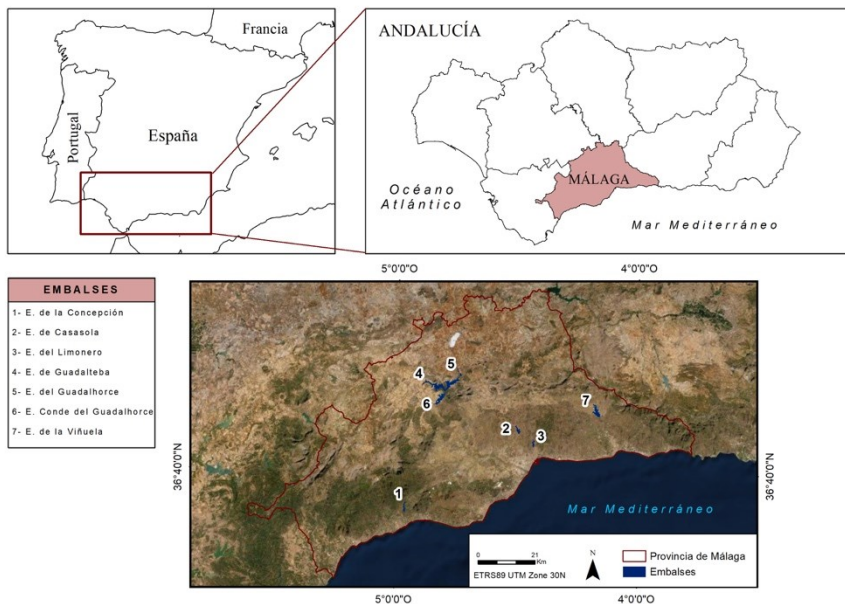 Francia
Portugal
España
ANDALUCÍA
MÁLAGA
Océano
Atlántico
Mar Mediterráneo
EMBALSES
1- E. de la Concepción
2- E. de Casasola
3- E. del Limonero
4- E. de Guadalteba
5- E. del Guadalhorce
6- E. Conde del Guadalhorce
7- E. de la Viñuela
5°0'0"O
4°0'0"O
36°40'0"N
36°40'0"N
5
4
6
7
2
3
1
Mar Mediterráneo
0
21
Km
N
ETRS89 UTM Zone 30N
Provincia de Málaga
Embalses
5°0'0"O
4°0'0"O